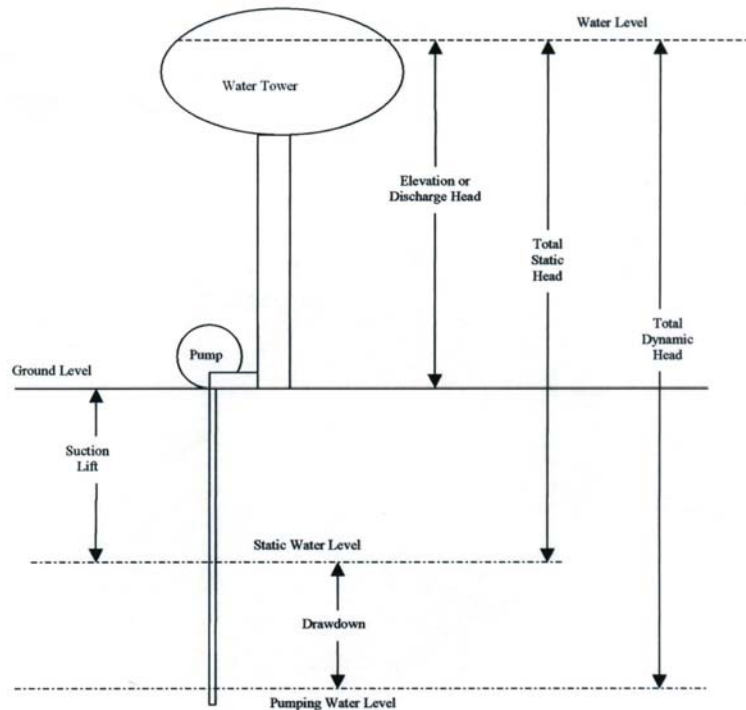 Water Level
Water Tower
Elevation or
Discharge Head
Total
Static
Head
Total
Dynamic
Head
Pump
Ground Level
Suction
Lift
Static Water Level
Drawdown
Pumping Water Level